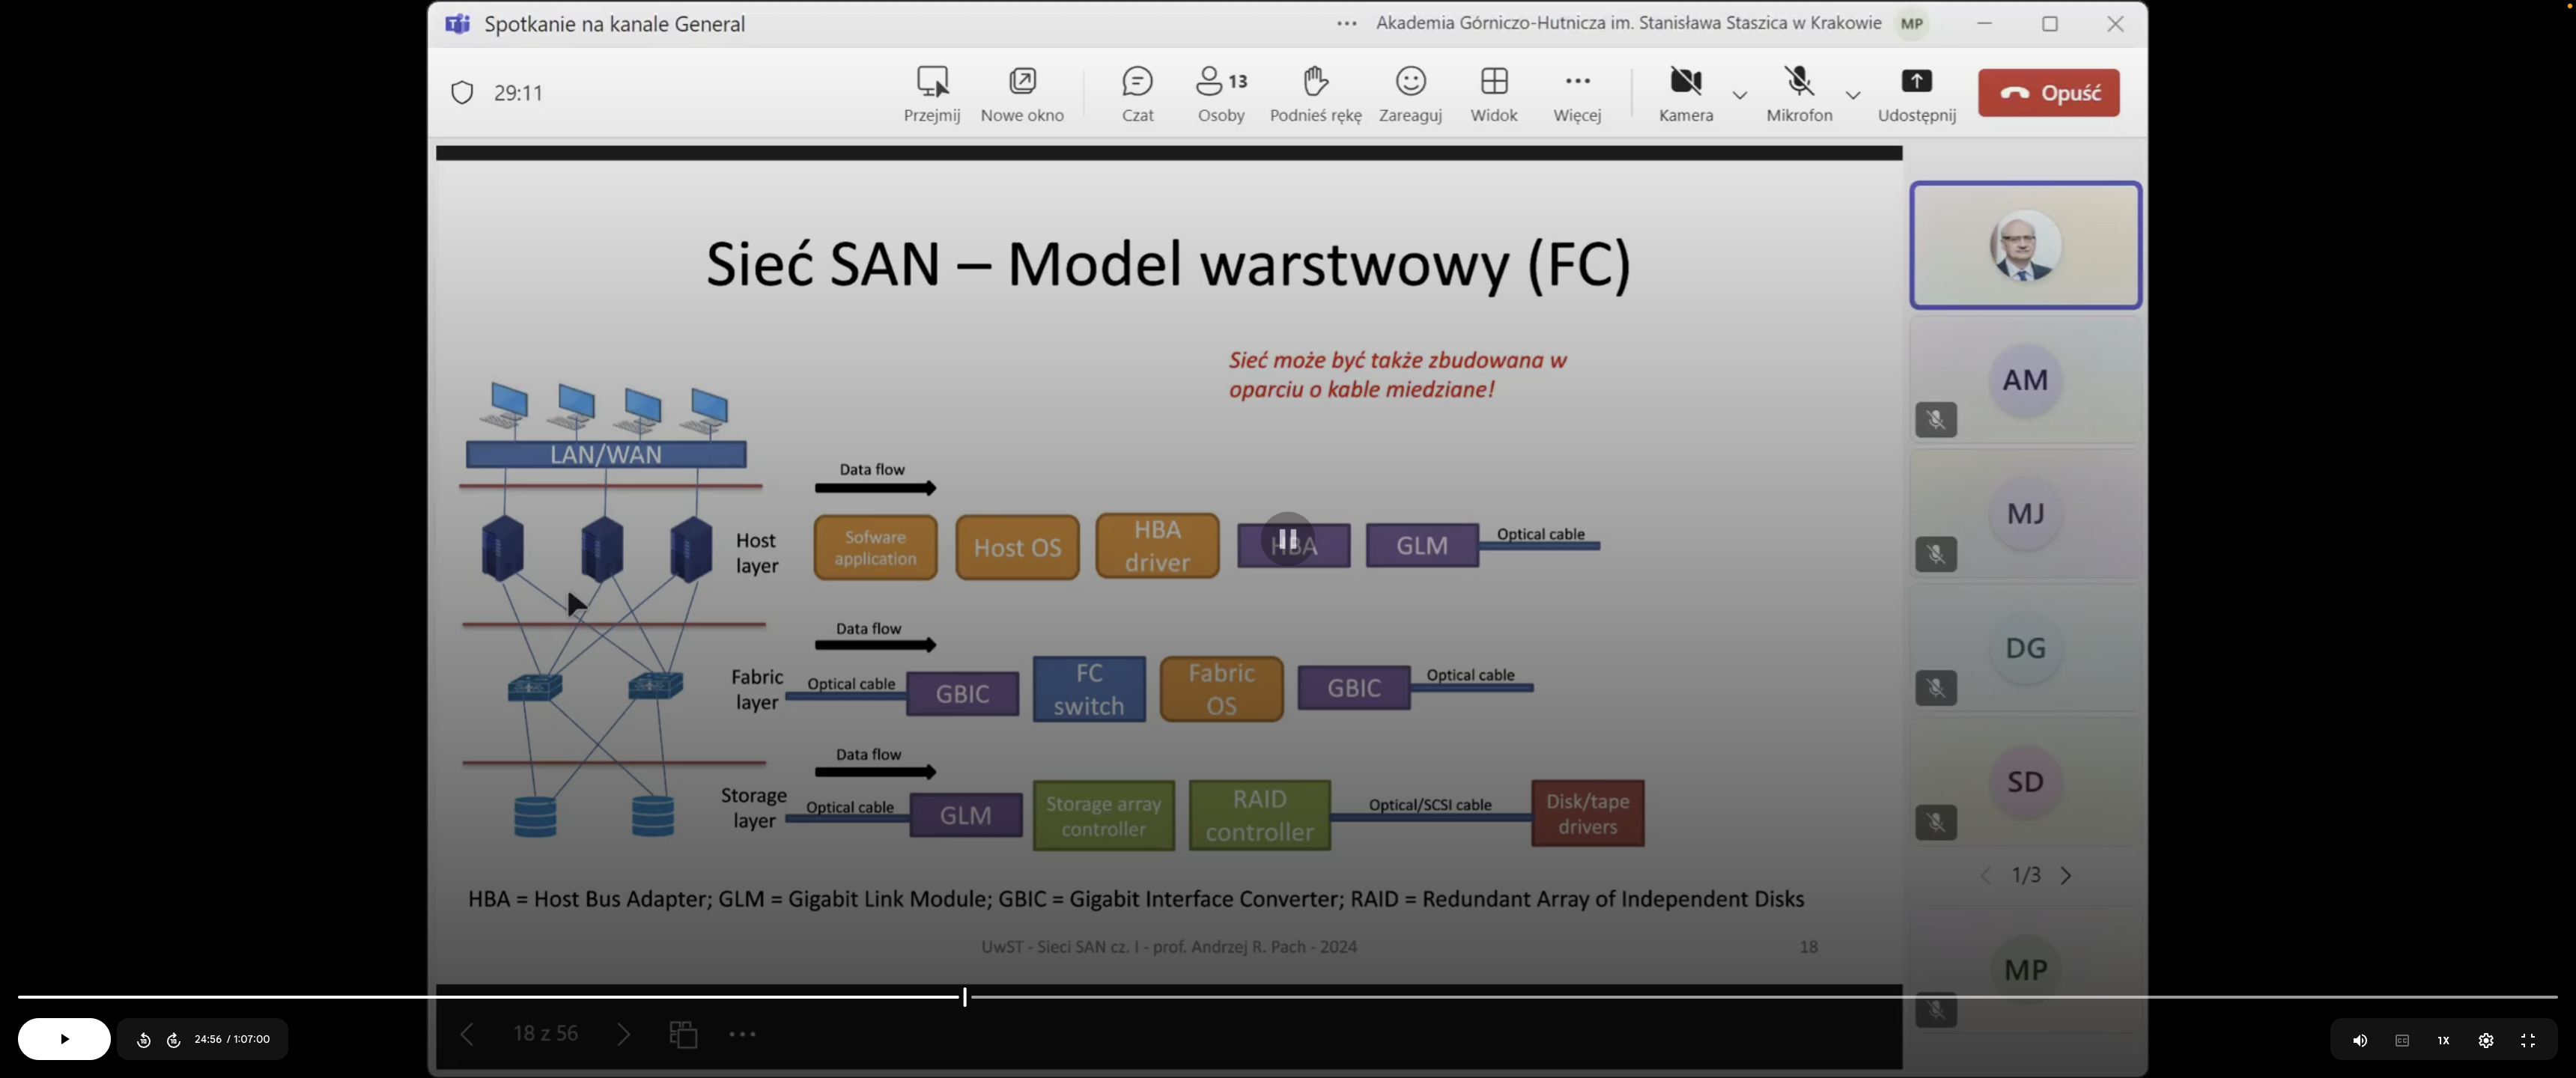 Spotkanie na kanale General
Akademia Górniczo-Hutnicza im. Stanisława Staszica w Krakowie MP
29:11
Przejmij
Nowe okno
Czat
13
Osoby
Podnieś rękę
Zareaguj
Widok
Więcej
Kamera
Mikrofon
Udostępnij
Opuść
Sieć SAN – Model warstwowy (FC)
Sieć może być także zbudowana w
oparciu o kable miedziane!
LAN/WAN
Data flow
Host
layer
Sofware
application
Host OS
HBA
driver
HBA
GLM
Optical cable
Data flow
Fabric
layer
Optical cable
GBIC
FC
switch
Fabric
OS
GBIC
Optical cable
Data flow
Storage
layer
Optical cable
GLM
Storage array
controller
RAID
controller
Optical/SCSI cable
Disk/tape
drivers
HBA = Host Bus Adapter; GLM = Gigabit Link Module; GBIC = Gigabit Interface Converter; RAID = Redundant Array of Independent Disks
UwST - Sieci SAN cz. I - prof. Andrzej R. Pach - 2024
18
AM
MJ
DG
SD
1/3
MP
18 z 56
24:56 / 1:07:00
1X